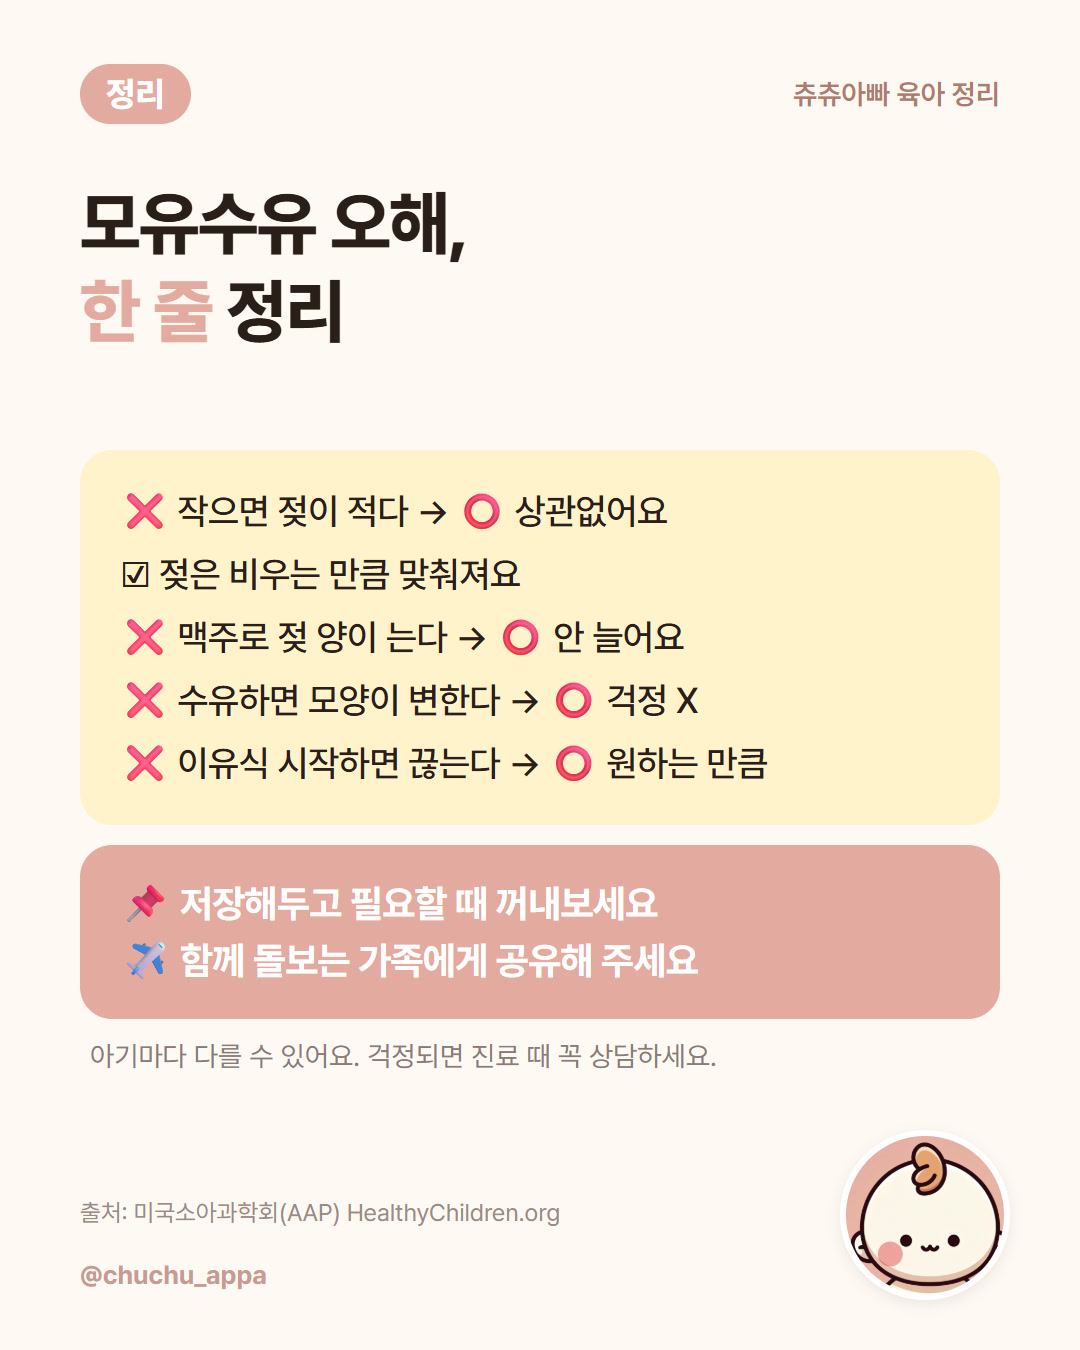 정리
츄츄아빠 육아 정리
모유수유 오해,
한 줄 정리
❌ 작으면 젖이 적다 → ⭕ 상관없어요
☑ 젖은 비우는 만큼 맞춰져요
❌ 맥주로 젖 양이 는다 → ⭕ 안 늘어요
❌ 수유하면 모양이 변한다 → ⭕ 걱정 X
❌ 이유식 시작하면 끊는다 → ⭕ 원하는 만큼
📌 저장해두고 필요할 때 꺼내보세요
✈️ 함께 돌보는 가족에게 공유해 주세요
아기마다 다를 수 있어요. 걱정되면 진료 때 꼭 상담하세요.
출처: 미국소아과학회(AAP) HealthyChildren.org
@chuchu_appa